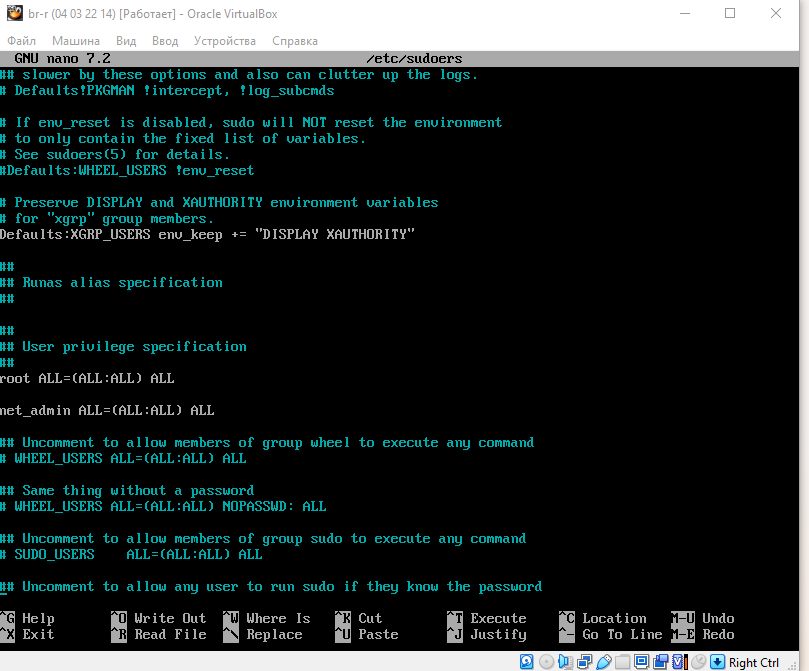 br-r (04 03 22 14) [Работает] - Oracle VirtualBox
Файл Машина Вид Ввод Устройства Справка
GNU nano 7.2 /etc/sudoers
## slower by these options and also can clutter up the logs.
# Defaults!PKGMAN !intercept, !log_subcmds
# If env_reset is disabled, sudo will NOT reset the environment
# to only contain the fixed list of variables.
# See sudoers(5) for details.
#Defaults:WHEEL_USERS !env_reset
# Preserve DISPLAY and XAUTHORITY environment variables
# for "xgrp" group members.
Defaults:XGRP_USERS env_keep += "DISPLAY XAUTHORITY"
##
## Runas alias specification
##
##
## User privilege specification
##
root ALL=(ALL:ALL) ALL
net_admin ALL=(ALL:ALL) ALL
## Uncomment to allow members of group wheel to execute any command
# WHEEL_USERS ALL=(ALL:ALL) ALL
## Same thing without a password
# WHEEL_USERS ALL=(ALL:ALL) NOPASSWD: ALL
## Uncomment to allow members of group sudo to execute any command
# SUDO_USERS ALL=(ALL:ALL) ALL
## Uncomment to allow any user to run sudo if they know the password
^G Help ^O Write Out ^W Where Is ^K Cut ^T Execute ^C Location M-U Undo
^X Exit ^R Read File ^\ Replace ^U Paste ^J Justify ^- Go To Line M-E Redo
Right Ctrl